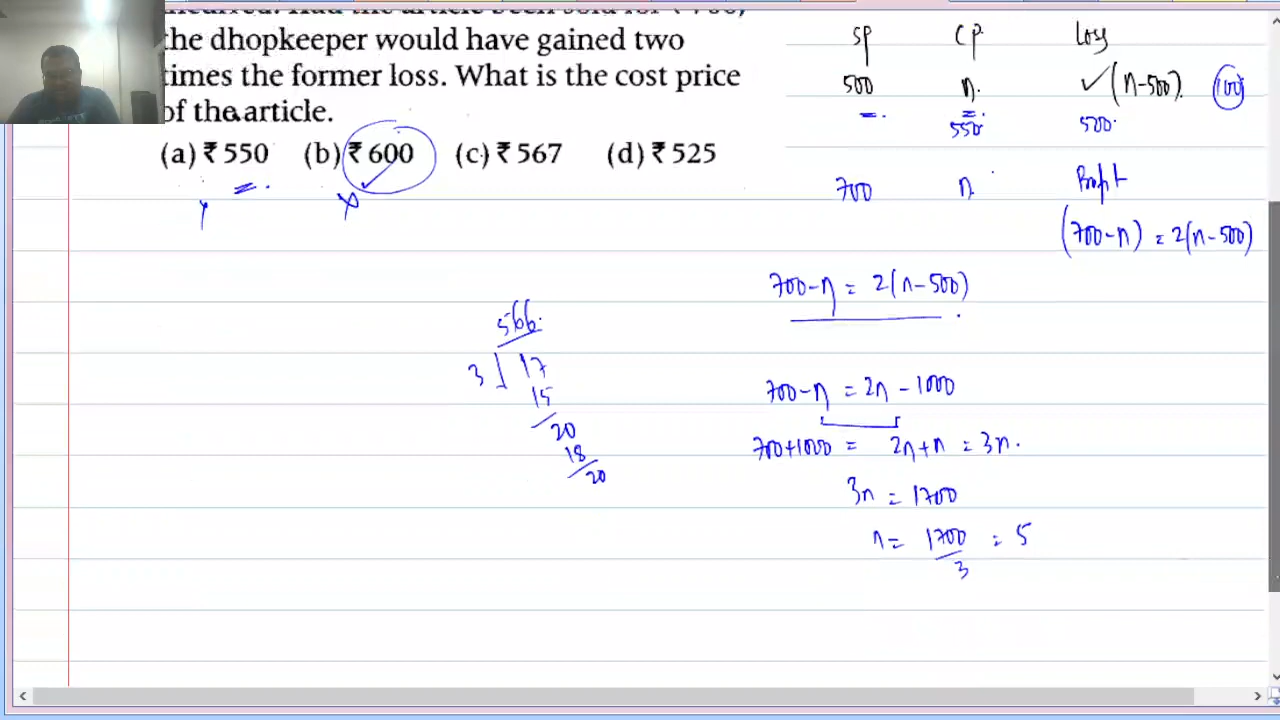 the dhopkeeper would have gained two
times the former loss. What is the cost price
of the article.
(a) ₹ 550 (b) ₹ 600 (c) ₹ 567 (d) ₹ 525
SP CP Loss
500 n (n-500) 100
550 500
700 n Profit
(700-n) = 2(n-500)
700-n = 2(n-500)
566
3 17
15
20
18
20
700-n = 2n - 1000
700+1000 = 2n+n = 3n
3n = 1700
n = 1700/3 = 5